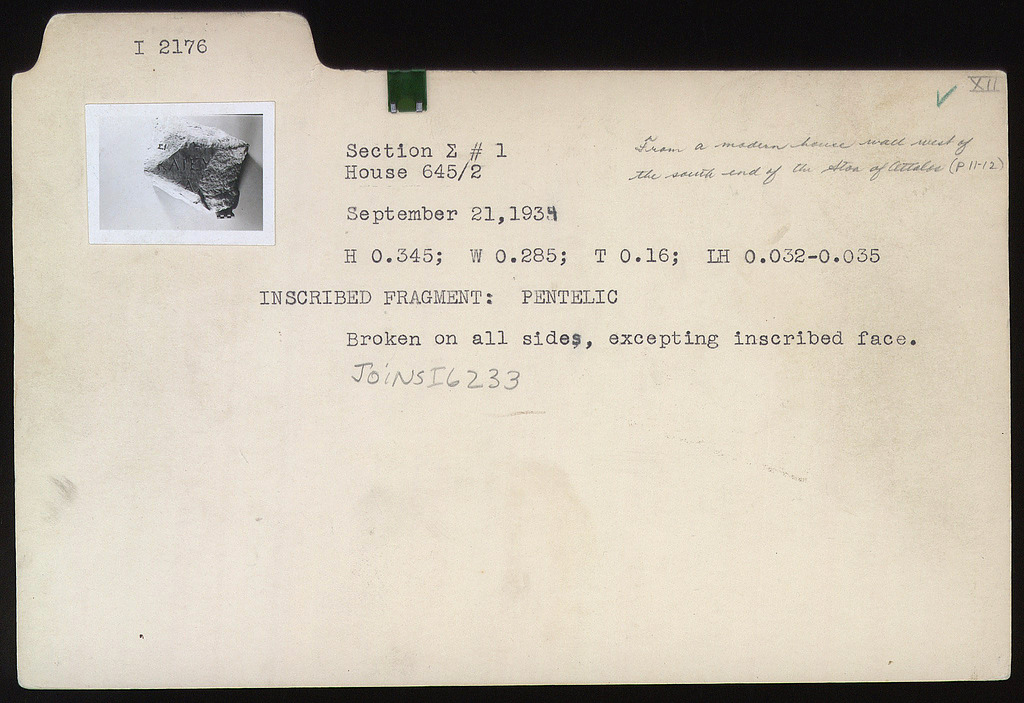 I 2176
XII
Section Σ # 1
House 645/2
From a modern house wall west of
the south end of the Stoa of Attalos (P 11-12)
September 21,1934
H 0.345; W 0.285; T 0.16; LH 0.032-0.035
INSCRIBED FRAGMENT: PENTELIC
Broken on all sides, excepting inscribed face.
JOINS I 6233